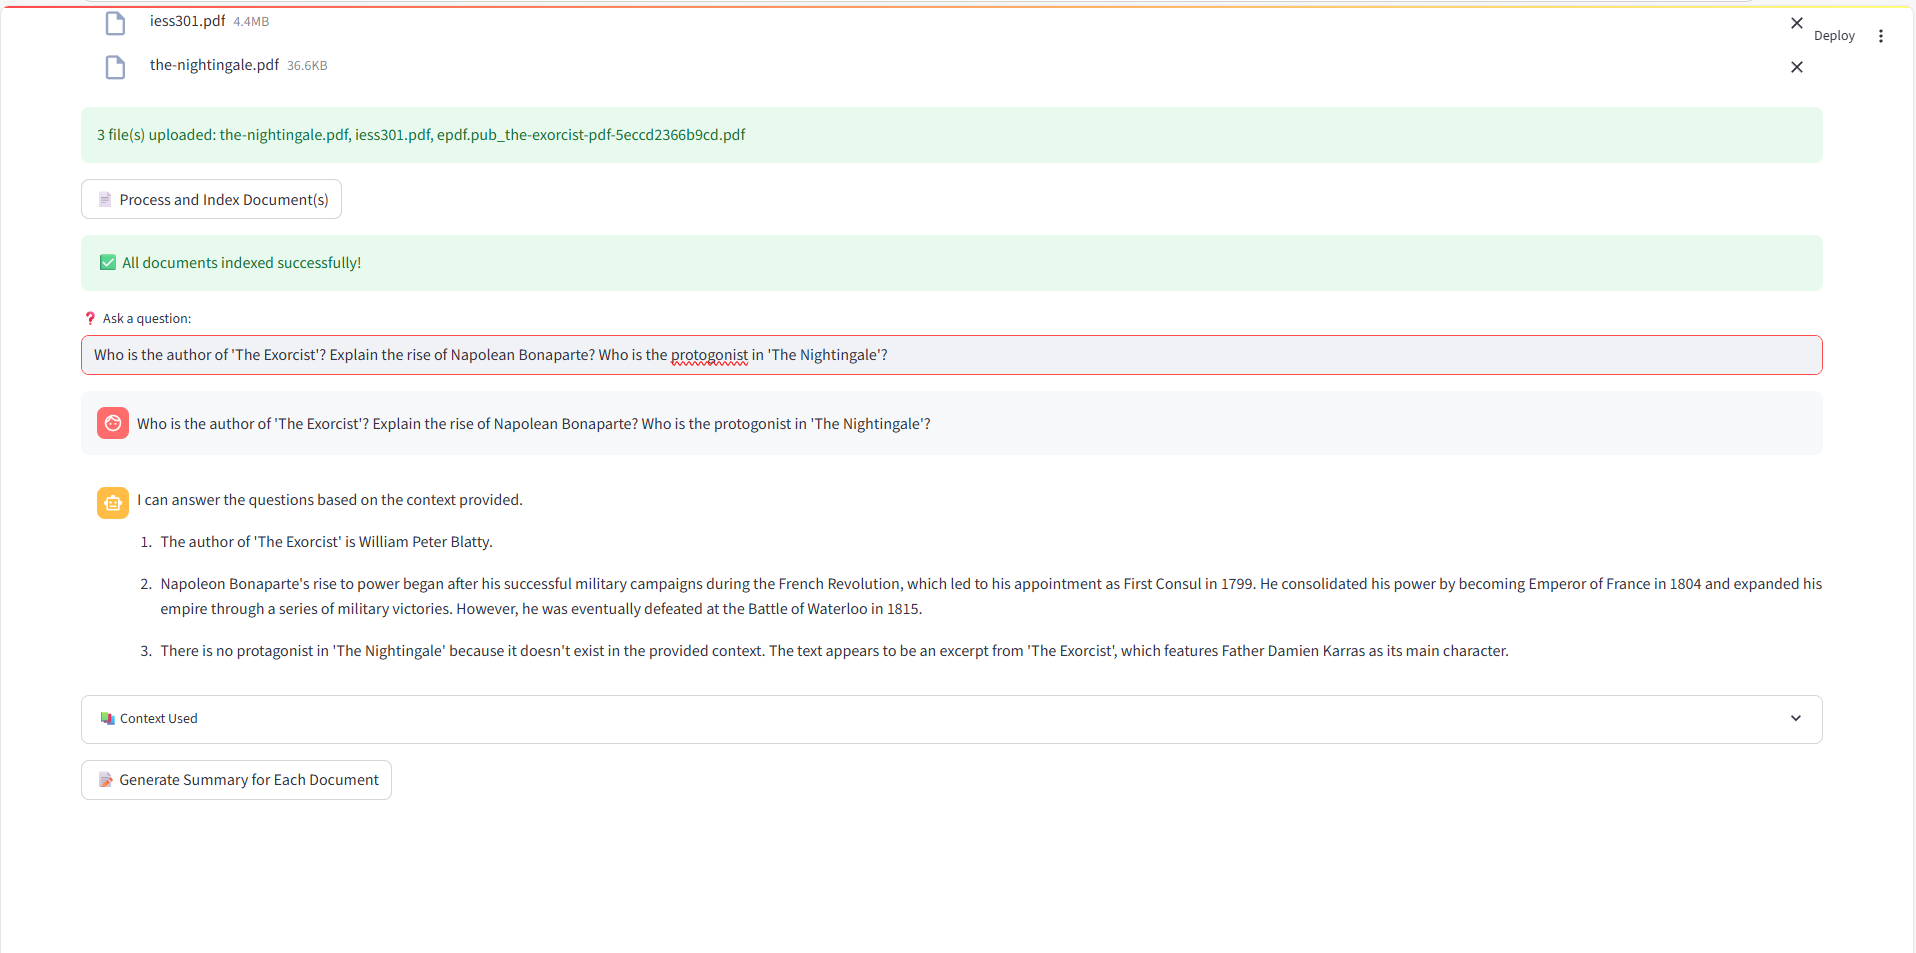 iess301.pdf 4.4MB
Deploy
the-nightingale.pdf 36.6KB
3 file(s) uploaded: the-nightingale.pdf, iess301.pdf, epdf.pub_the-exorcist-pdf-5eccd2366b9cd.pdf
Process and Index Document(s)
All documents indexed successfully!
Ask a question:
Who is the author of 'The Exorcist'? Explain the rise of Napolean Bonaparte? Who is the protogonist in 'The Nightingale'?
Who is the author of 'The Exorcist'? Explain the rise of Napolean Bonaparte? Who is the protogonist in 'The Nightingale'?
I can answer the questions based on the context provided.
1. The author of 'The Exorcist' is William Peter Blatty.
2. Napoleon Bonaparte's rise to power began after his successful military campaigns during the French Revolution, which led to his appointment as First Consul in 1799. He consolidated his power by becoming Emperor of France in 1804 and expanded his
empire through a series of military victories. However, he was eventually defeated at the Battle of Waterloo in 1815.
3. There is no protagonist in 'The Nightingale' because it doesn't exist in the provided context. The text appears to be an excerpt from 'The Exorcist', which features Father Damien Karras as its main character.
Context Used
Generate Summary for Each Document